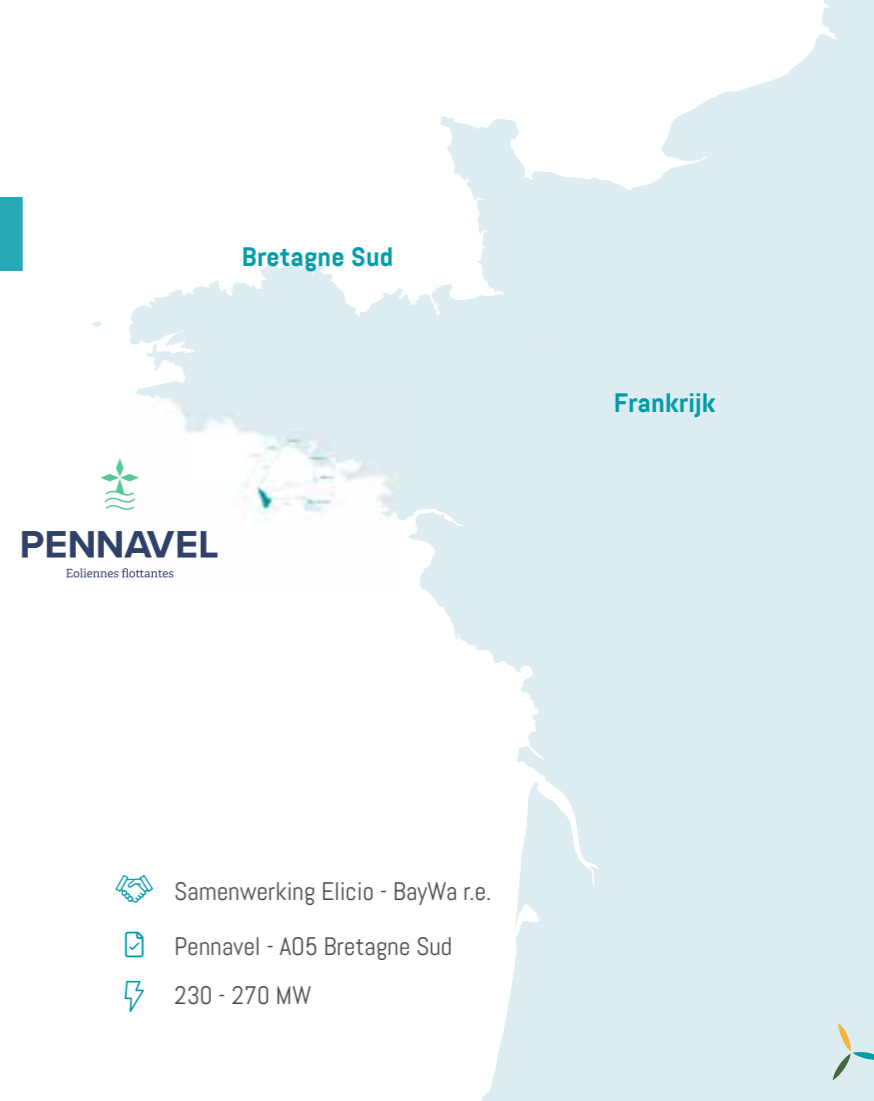 Bretagne Sud
Frankrijk
PENNAVEL
Eoliennes flottantes
Samenwerking Elicio - BayWa r.e.
Pennavel - AO5 Bretagne Sud
230 - 270 MW